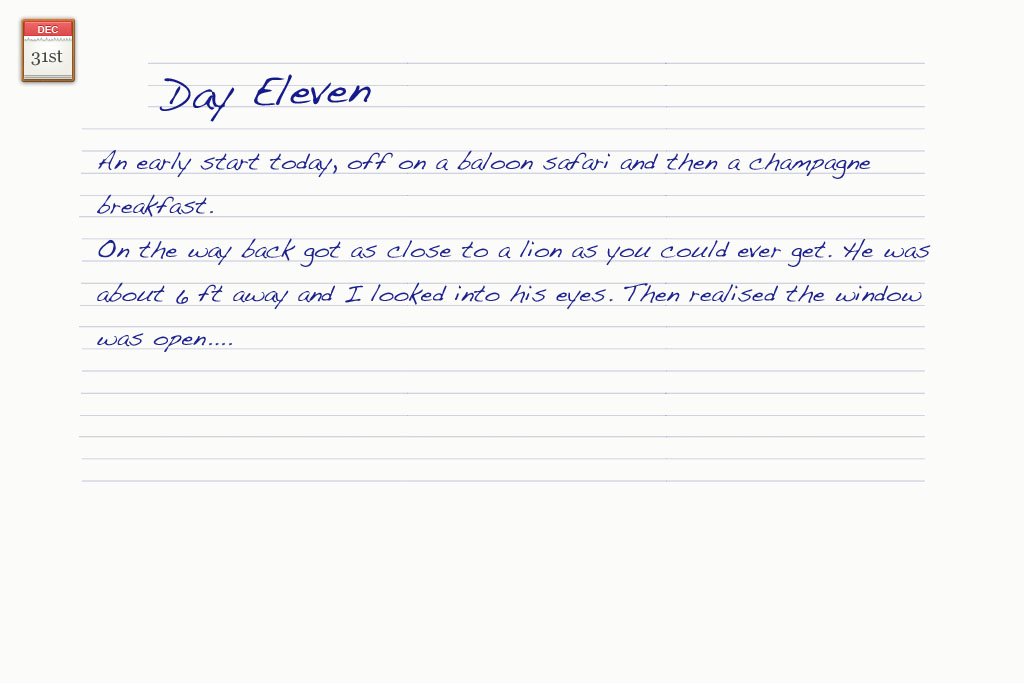 DEC
31st
Day Eleven
An early start today, off on a baloon safari and then a champagne
breakfast.
On the way back got as close to a lion as you could ever get. He was
about 6 ft away and I looked into his eyes. Then realised the window
was open....